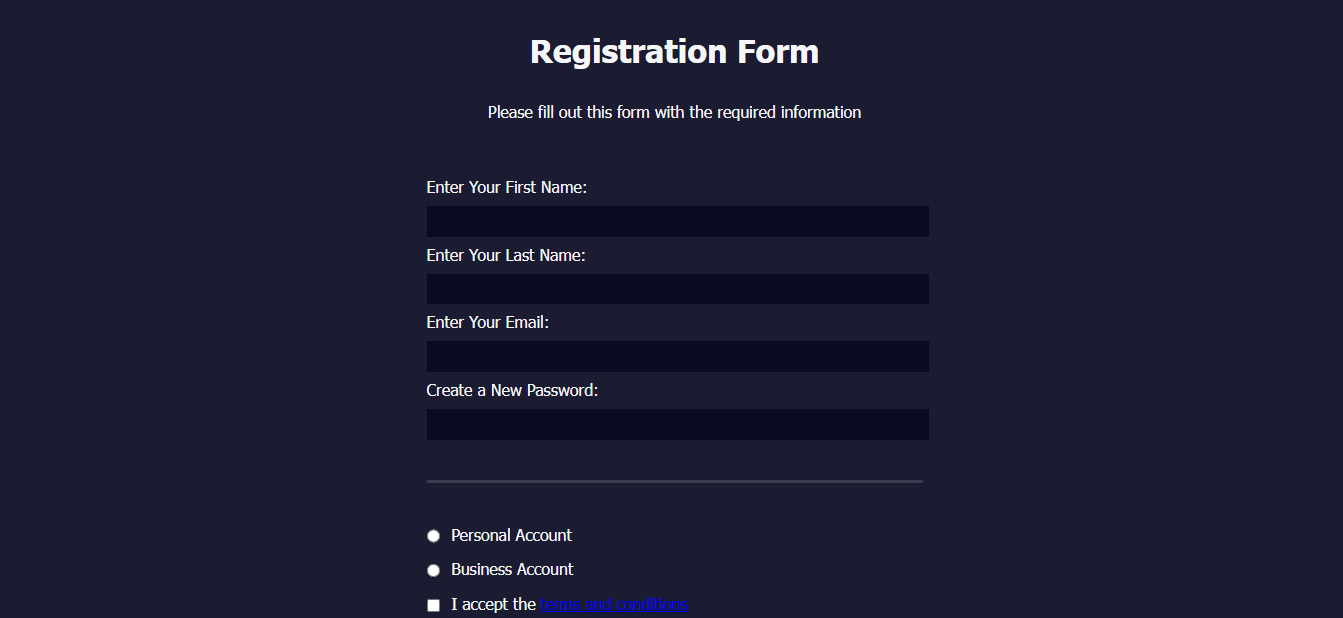 Registration Form
Please fill out this form with the required information
Enter Your First Name:
Enter Your Last Name:
Enter Your Email:
Create a New Password:
Personal Account
Business Account
I accept the terms and conditions